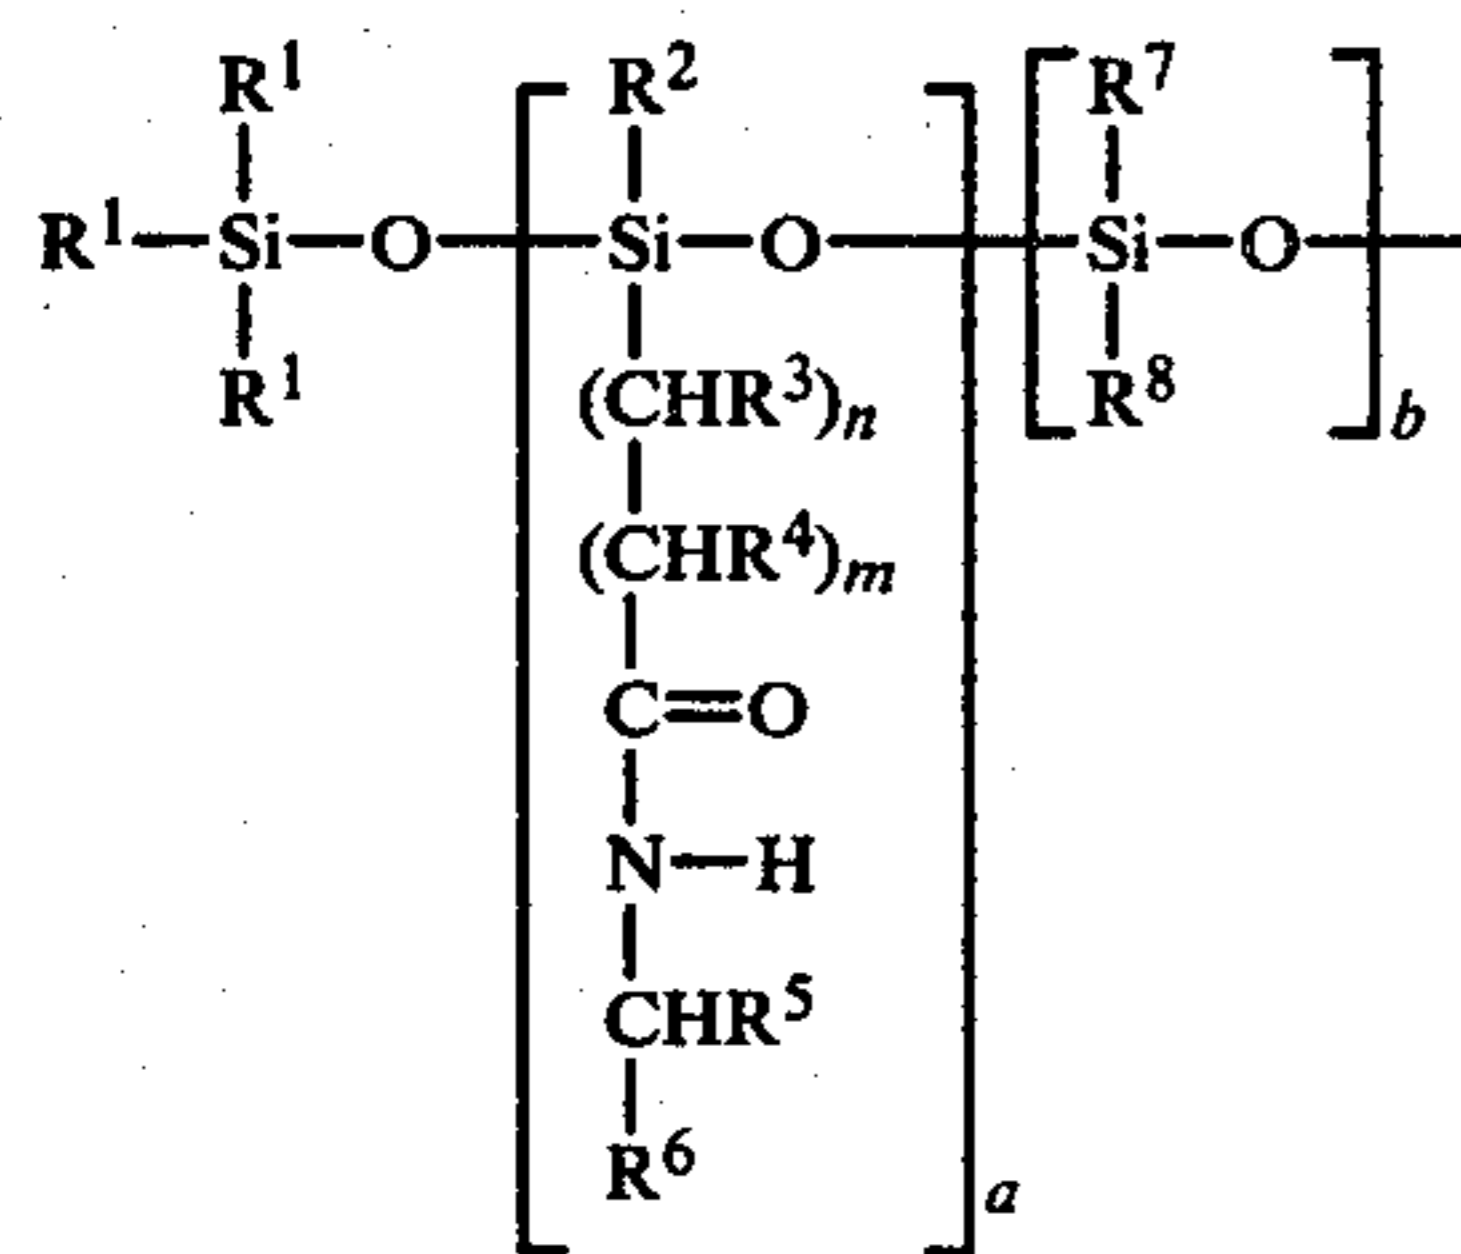 R¹ R² R⁷
R¹—Si—O—[Si—O—]—[Si—O—]—
R¹ (CHR³)n R⁸ b
(CHR⁴)m
C=O
N—H
CHR⁵
R⁶ a